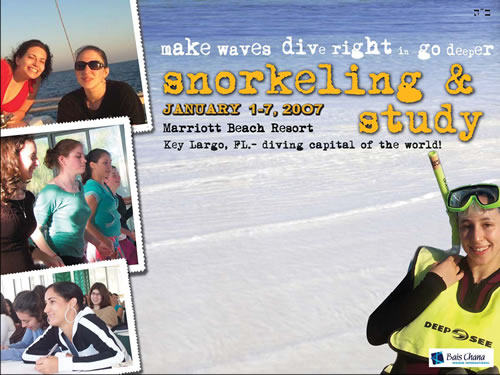 ב"ה
make waves dive right in go deeper
snorkeling &
study
JANUARY 1-7, 2007
Marriott Beach Resort
Key Largo, FL.- diving capital of the world!
DEEP SEE
Bais Chana